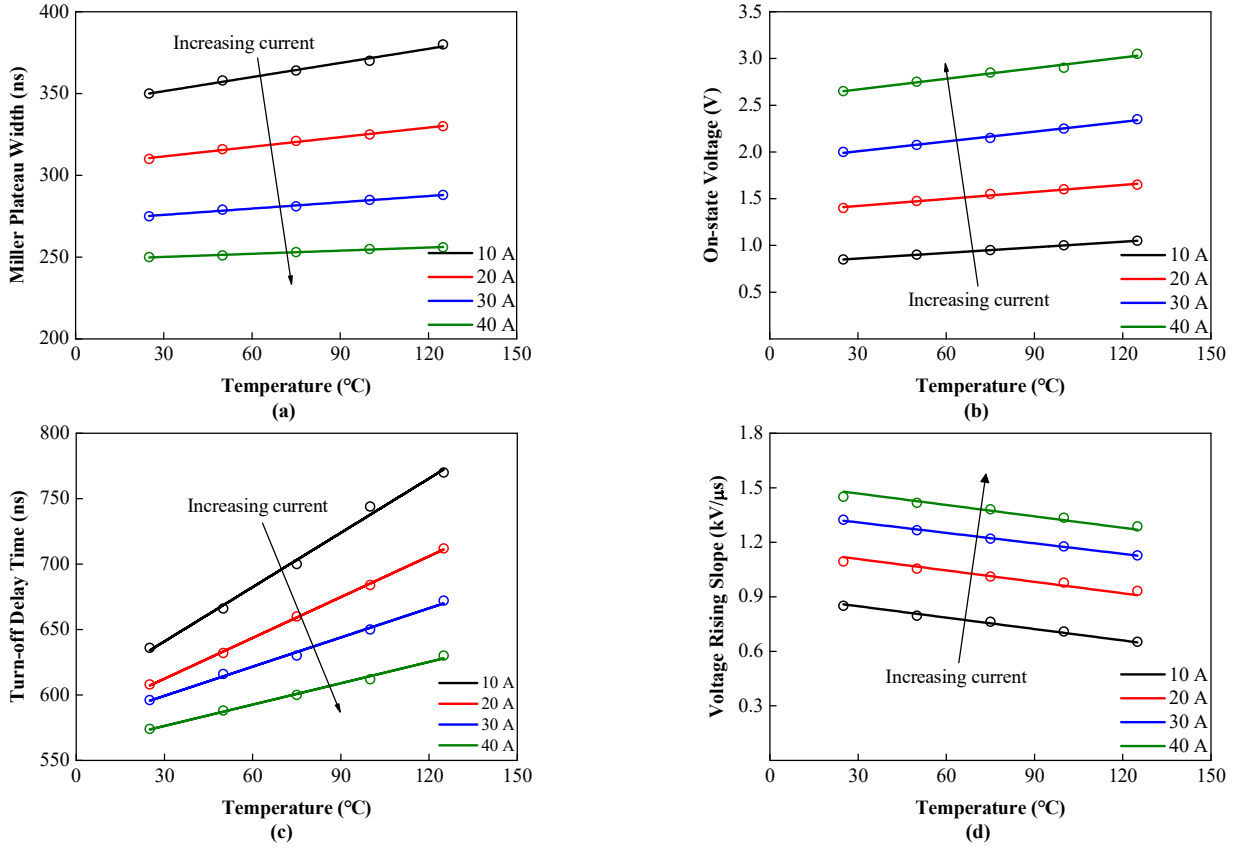 400
350
300
250
200
0
30
60
90
120
150
Miller Plateau Width (ns)
Increasing current
10 A
20 A
30 A
40 A
Temperature (℃)
(a)
3.5
3.0
2.5
2.0
1.5
1.0
0.5
0
30
60
90
120
150
On-state Voltage (V)
Increasing current
10 A
20 A
30 A
40 A
Temperature (℃)
(b)
800
750
700
650
600
550
0
30
60
90
120
150
Turn-off Delay Time (ns)
Increasing current
10 A
20 A
30 A
40 A
Temperature (℃)
(c)
1.8
1.5
1.2
0.9
0.6
0.3
0
30
60
90
120
150
Voltage Rising Slope (kV/μs)
Increasing current
10 A
20 A
30 A
40 A
Temperature (℃)
(d)